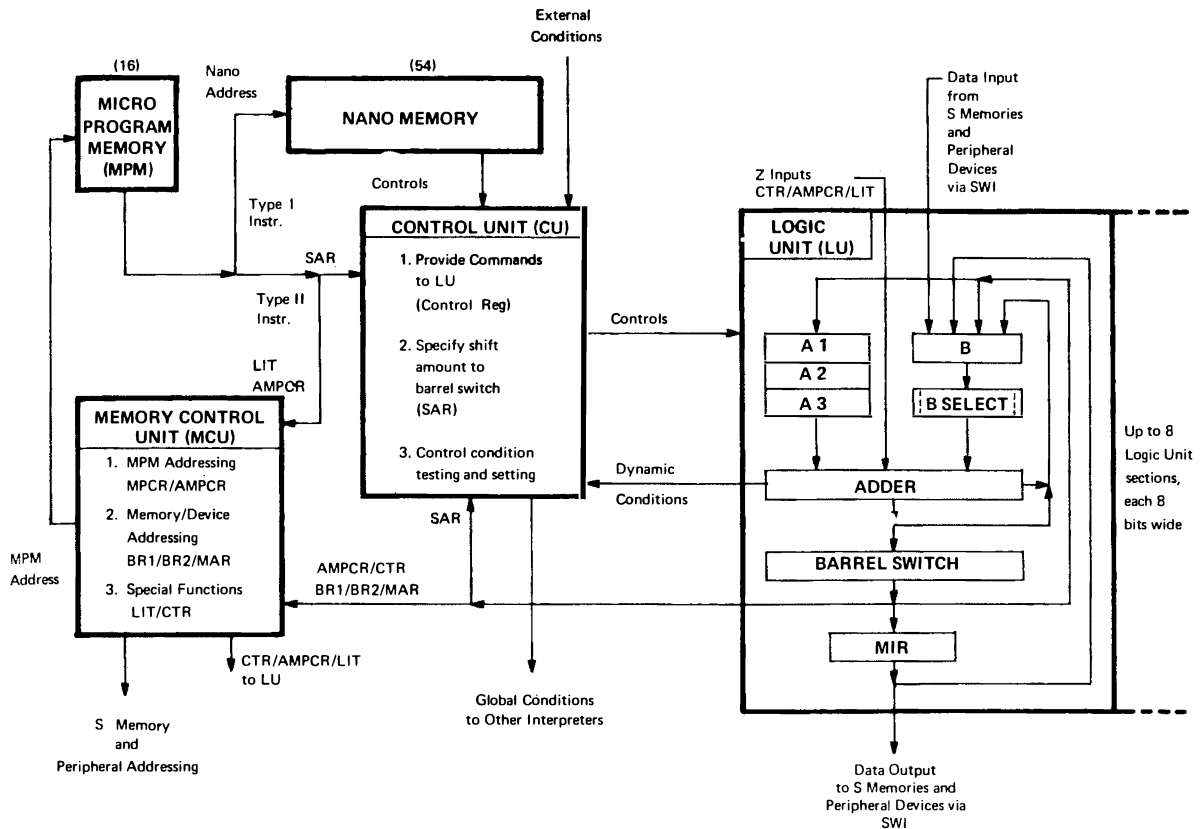 External
Conditions
(16)
Nano
Address
(54)
MICRO
PROGRAM
MEMORY
(MPM)
NANO MEMORY
Data Input
from
S Memories
and
Peripheral
Devices
via SWI
Controls
Z Inputs
CTR/AMPCR/LIT
Type I
Instr.
CONTROL UNIT (CU)
1. Provide Commands
to LU
(Control Reg)
2. Specify shift
amount to
barrel switch
(SAR)
3. Control condition
testing and setting
LOGIC
UNIT (LU)
SAR
Type II
Instr.
Controls
A 1
A 2
A 3
B
B SELECT
LIT
AMPCR
MEMORY CONTROL
UNIT (MCU)
1. MPM Addressing
MPCR/AMPCR
2. Memory/Device
Addressing
BR1/BR2/MAR
3. Special Functions
LIT/CTR
Up to 8
Logic Unit
sections,
each 8
bits wide
Dynamic
Conditions
ADDER
SAR
MPM
Address
AMPCR/CTR
BR1/BR2/MAR
BARREL SWITCH
MIR
CTR/AMPCR/LIT
to LU
Global Conditions
to Other Interpreters
S Memory
and
Peripheral Addressing
Data Output
to S Memories and
Peripheral Devices via
SWI